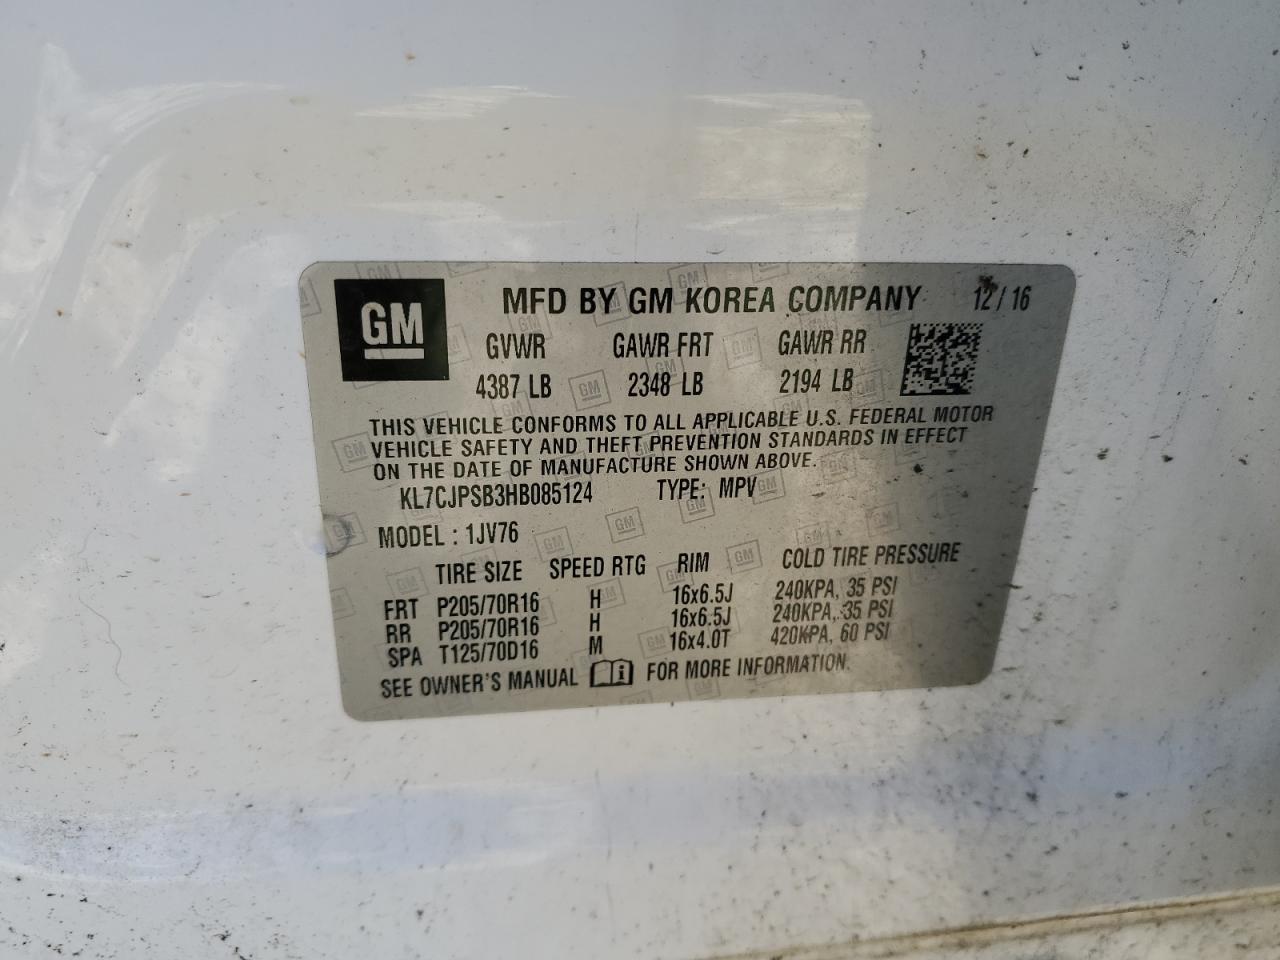 GM
MFD BY GM KOREA COMPANY 12/16
GVWR GAWR FRT GAWR RR
4387 LB 2348 LB 2194 LB
THIS VEHICLE CONFORMS TO ALL APPLICABLE U.S. FEDERAL MOTOR
VEHICLE SAFETY AND THEFT PREVENTION STANDARDS IN EFFECT
ON THE DATE OF MANUFACTURE SHOWN ABOVE.
KL7CJPSB3HB085124 TYPE: MPV
MODEL : 1JV76
TIRE SIZE SPEED RTG RIM COLD TIRE PRESSURE
FRT P205/70R16 H 16x6.5J 240KPA, 35 PSI
RR P205/70R16 H 16x6.5J 240KPA, 35 PSI
SPA T125/70D16 M 16x4.0T 420KPA, 60 PSI
SEE OWNER'S MANUAL i FOR MORE INFORMATION.